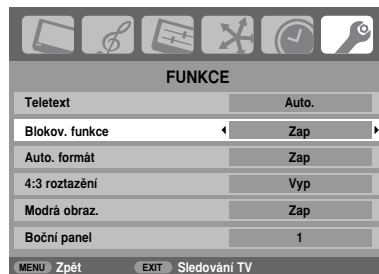 FUNKCE
Teletext Auto.
Blokov. funkce Zap
Auto. formát Zap
4:3 roztazění Vyp
Modrá obraz. Zap
Boční panel 1
MENU Zpět EXIT Sledování TV